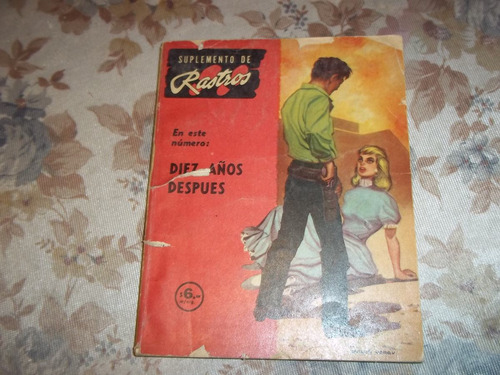 SUPLEMENTO DE
Rastros
En este
número:
DIEZ AÑOS
DESPUES
$6.-